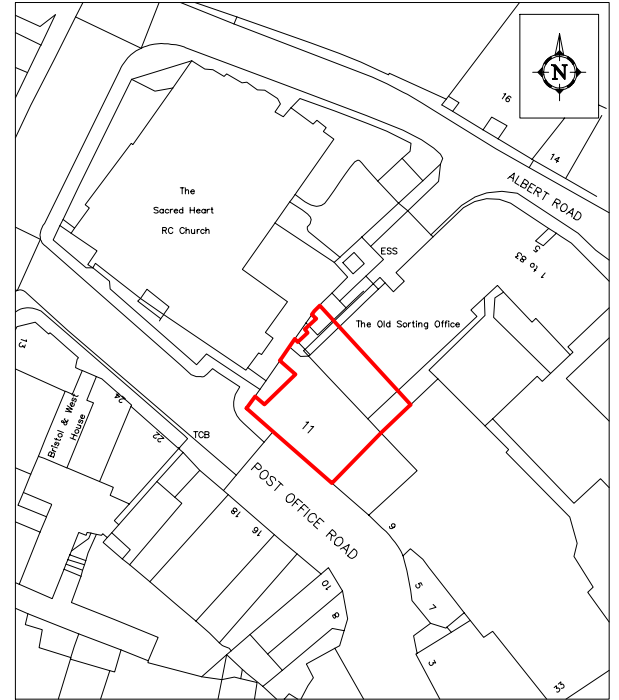 N
16
14
ALBERT ROAD
The
Sacred Heart
RC Church
ESS
5
1 to 83
The Old Sorting Office
13
Bristol & West
House
24
22
TCB
11
POST OFFICE ROAD
18
16
9
10
8
5
7
3
33